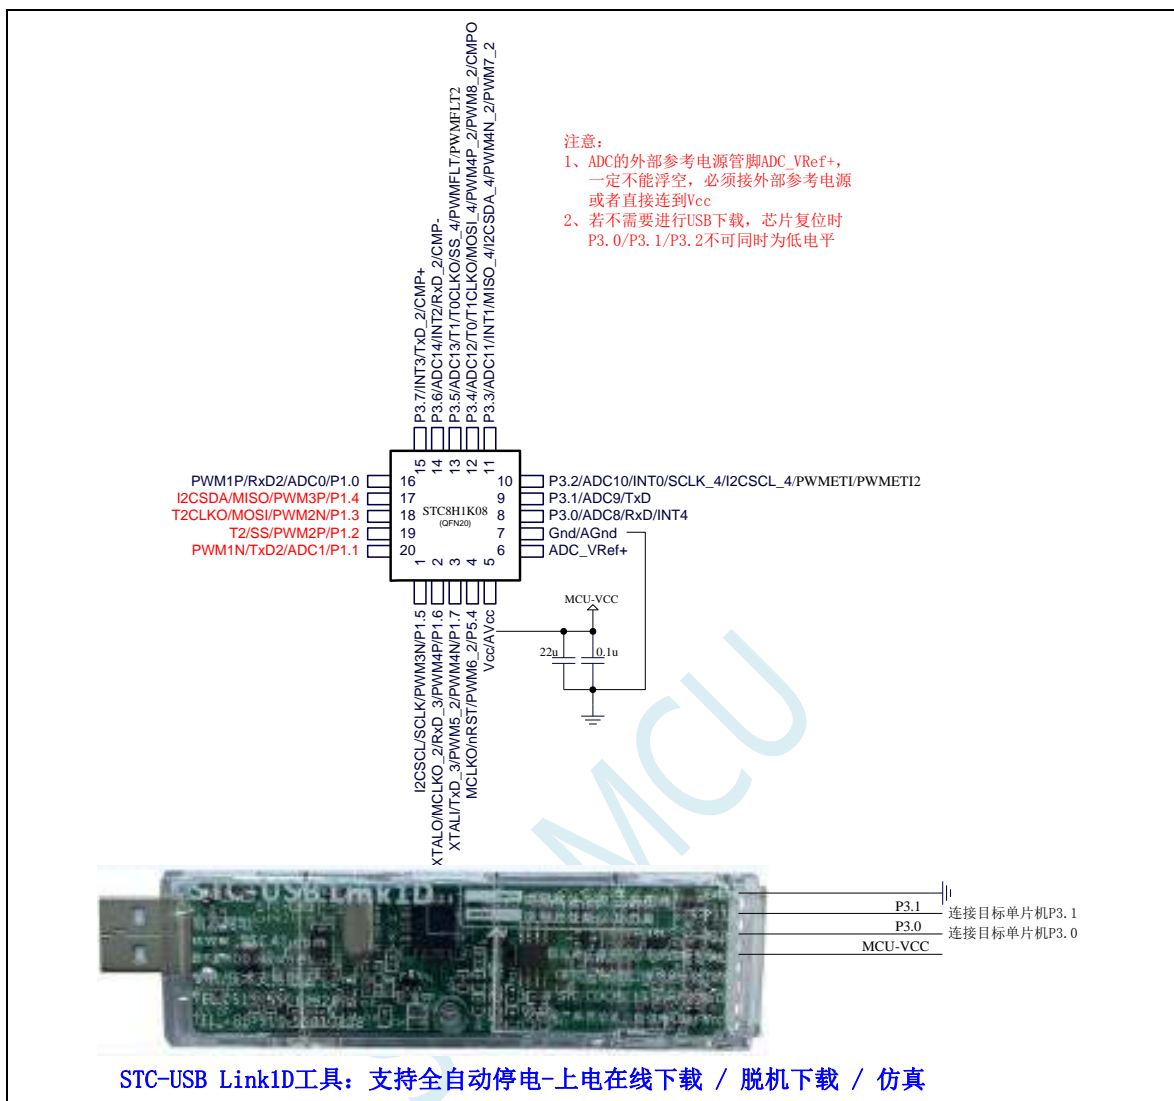 P3.7/INT3/TxD_2/CMP+
P3.6/ADC14/INT2/RxD_2/CMP-
P3.5/ADC13/T1/T0CLKO/SS_4/PWMFLT/PWMFLT2
P3.4/ADC12/T0/T1CLKO/MOSI_4/PWM4P_2/PWM8_2/CMPO
P3.3/ADC11/INT1/MISO_4/I2CSDA_4/PWM4N_2/PWM7_2
注意:
1、ADC的外部参考电源管脚ADC_VRef+,
一定不能浮空，必须接外部参考电源
或者直接连到Vcc
2、若不需要进行USB下载，芯片复位时
P3.0/P3.1/P3.2不可同时为低电平
15
14
13
12
11
PWM1P/RxD2/ADC0/P1.0
16
I2CSDA/MISO/PWM3P/P1.4
17
T2CLKO/MOSI/PWM2N/P1.3
18
T2/SS/PWM2P/P1.2
19
PWM1N/TxD2/ADC1/P1.1
20
STC8H1K08
(QFN20)
10
P3.2/ADC10/INT0/SCLK_4/I2CSCL_4/PWMETI/PWMETI2
9
P3.1/ADC9/TxD
8
P3.0/ADC8/RxD/INT4
7
Gnd/AGnd
6
ADC_VRef+
1
2
3
4
5
I2CSCL/SCLK/PWM3N/P1.5
XTALO/MCLKO_2/RxD_3/PWM4P/P1.6
XTALI/TxD_3/PWM5_2/PWM4N/P1.7
MCLKO/nRST/PWM6_2/P5.4
Vcc/AVcc
MCU-VCC
22u
0.1u
MCU
STC-USB Link1D
P3.1
连接目标单片机P3.1
P3.0
连接目标单片机P3.0
MCU-VCC
STC-USB Link1D工具: 支持全自动停电-上电在线下载 / 脱机下载 / 仿真